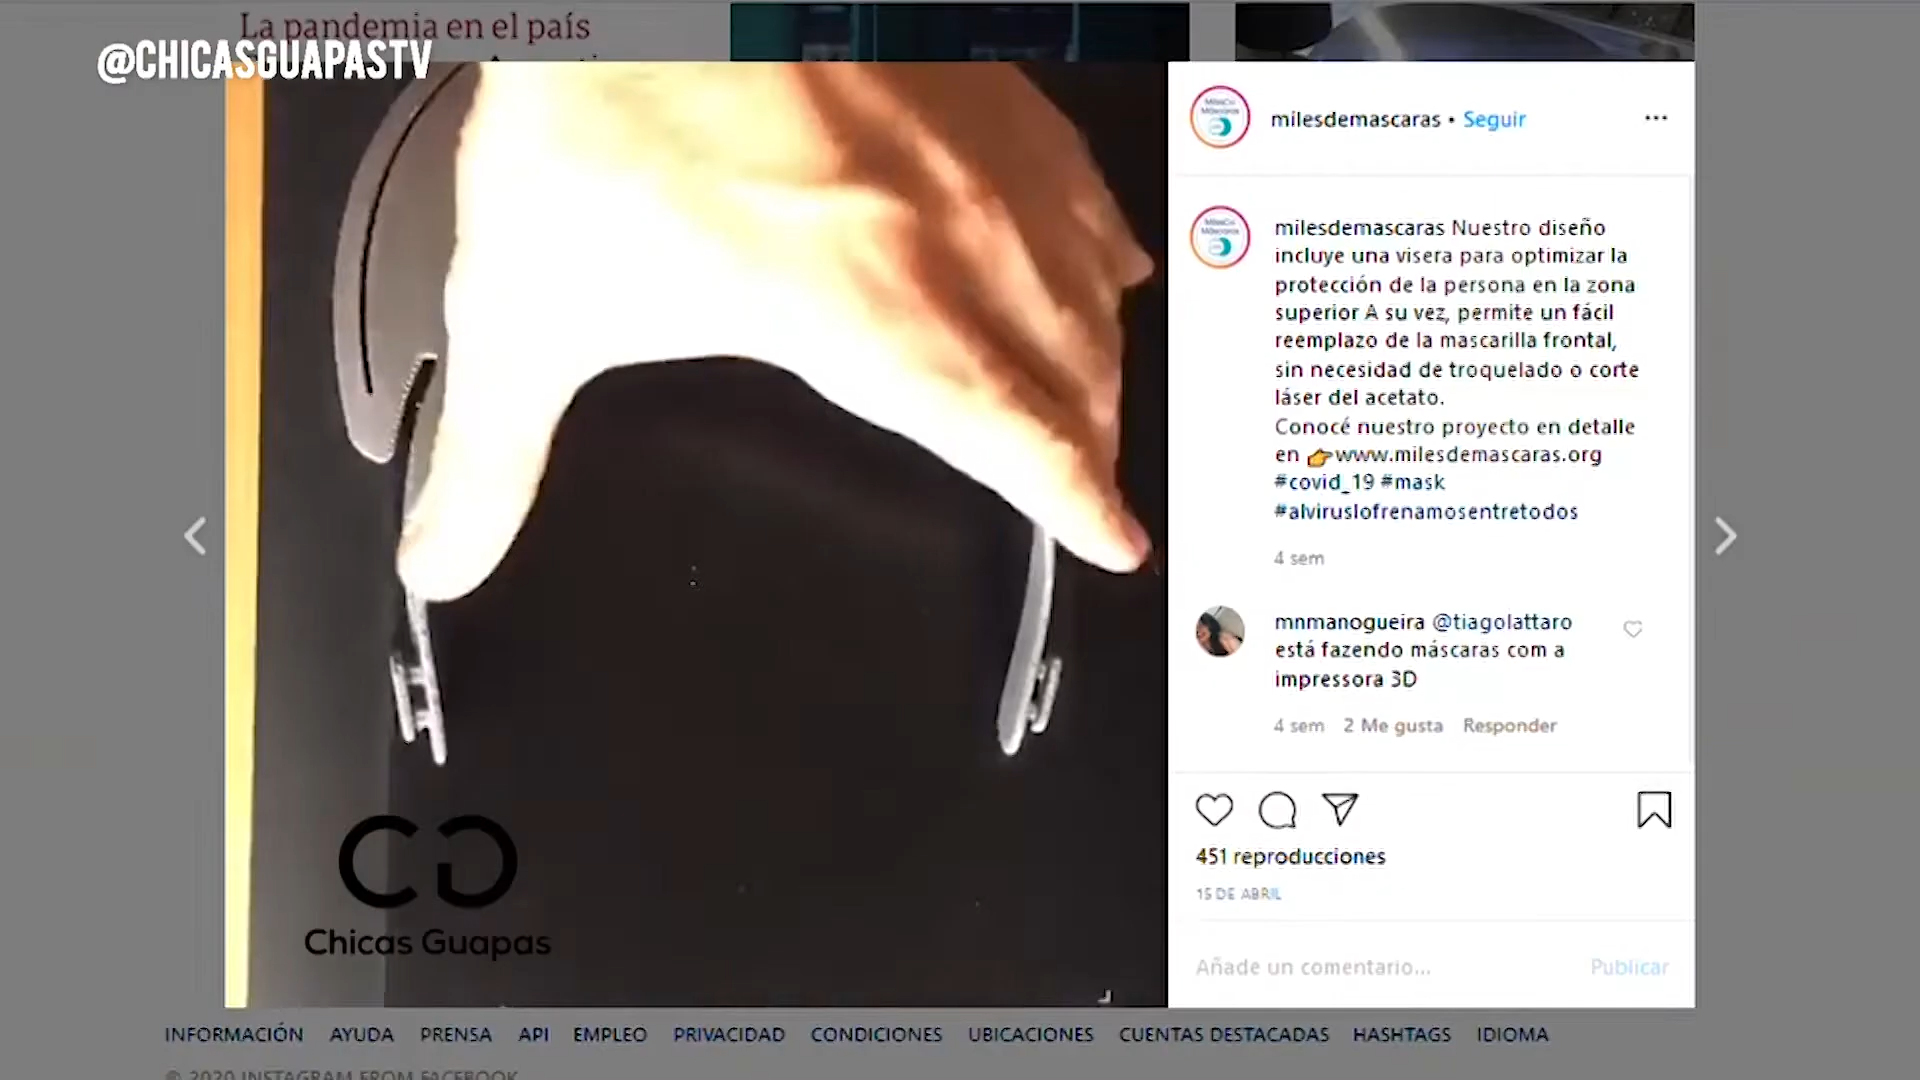 La pandemia en el país
@CHICASGUAPASTV
milesdemascaras • Seguir
milesdemascaras Nuestro diseño
incluye una visera para optimizar la
protección de la persona en la zona
superior A su vez, permite un fácil
reemplazo de la mascarilla frontal,
sin necesidad de troquelado o corte
láser del acetato.
Conocé nuestro proyecto en detalle
en 👉www.milesdemascaras.org
#covid_19 #mask
#alviruslofrenamosentretodos
4 sem
mnmanogueira @tiagolattaro
está fazendo máscaras com a
impressora 3D
4 sem 2 Me gusta Responder
451 reproducciones
15 DE ABRIL
Añade un comentario... Publicar
CG
Chicas Guapas
INFORMACIÓN AYUDA PRENSA API EMPLEO PRIVACIDAD CONDICIONES UBICACIONES CUENTAS DESTACADAS HASHTAGS IDIOMA
© 2020 INSTAGRAM FROM FACEBOOK